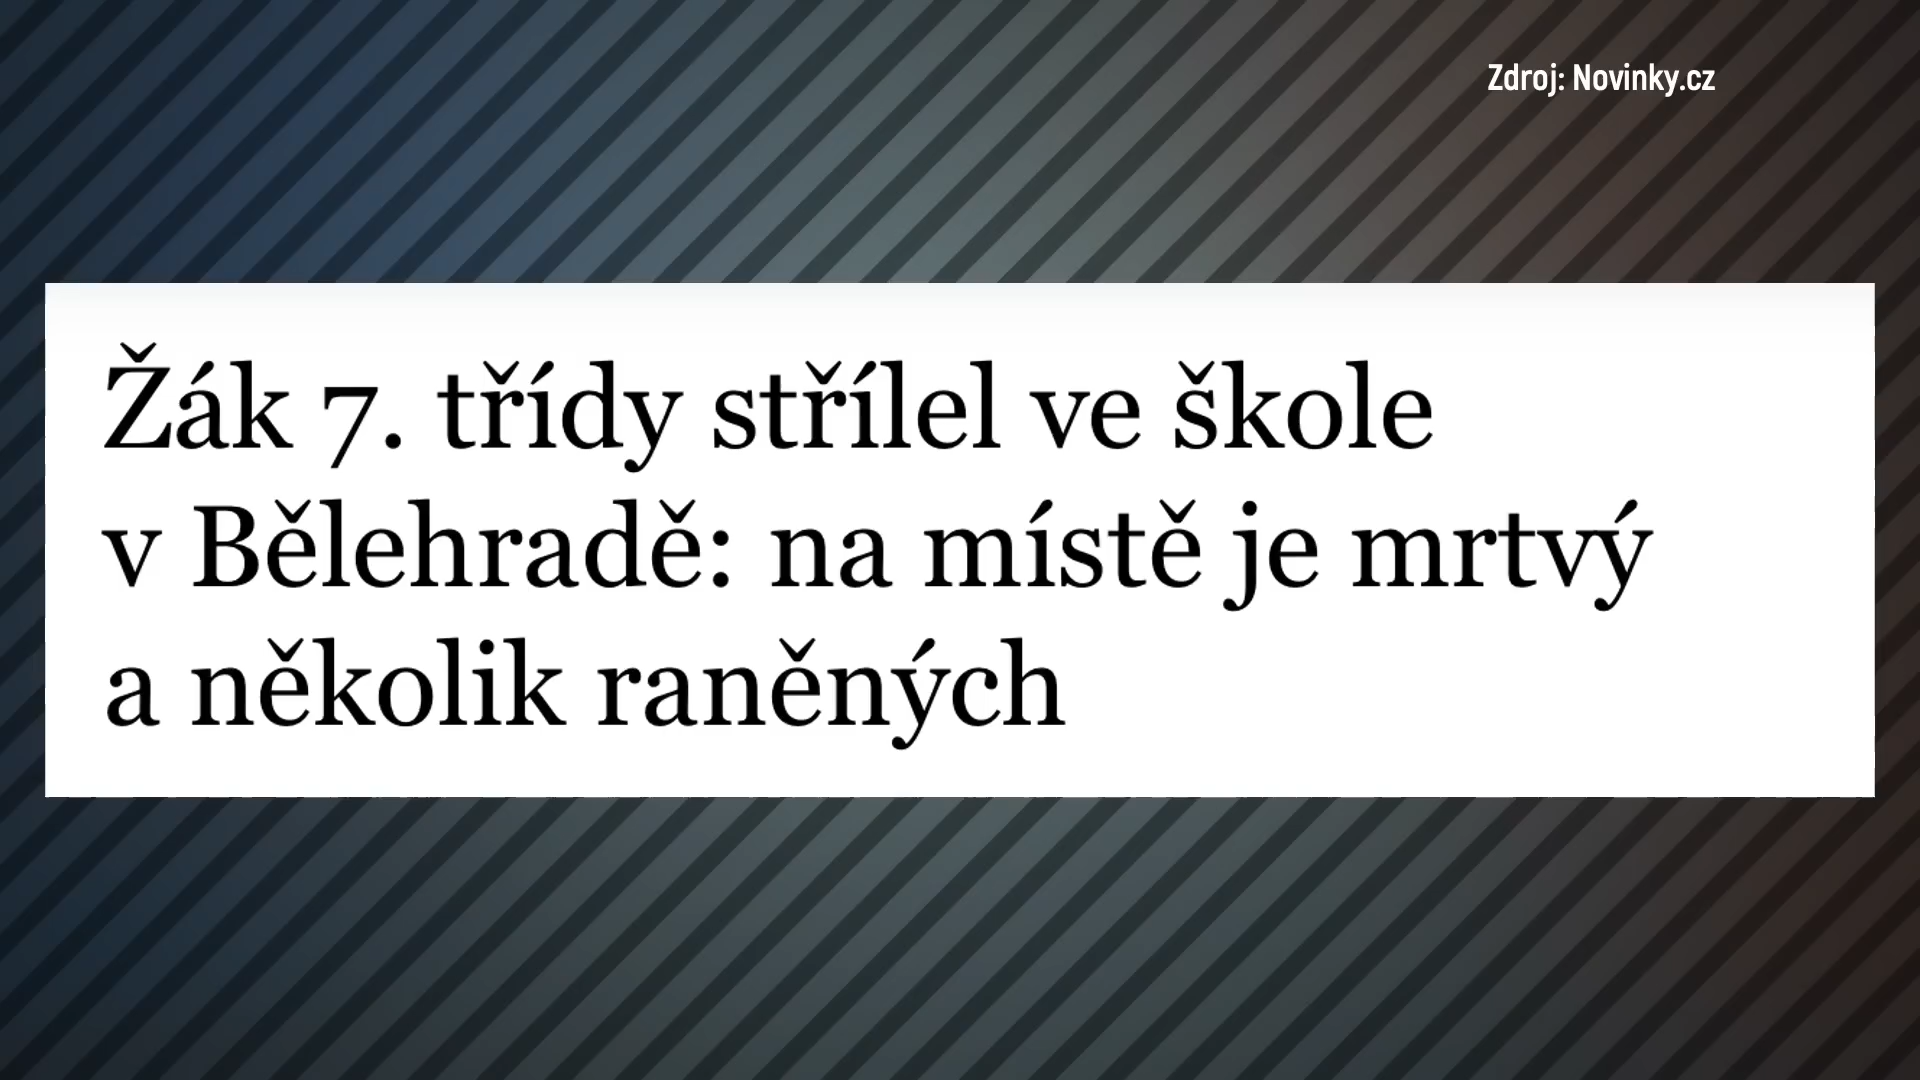 Zdroj: Novinky.cz
Žák 7. třídy střílel ve škole
v Bělehradě: na místě je mrtvý
a několik raněných